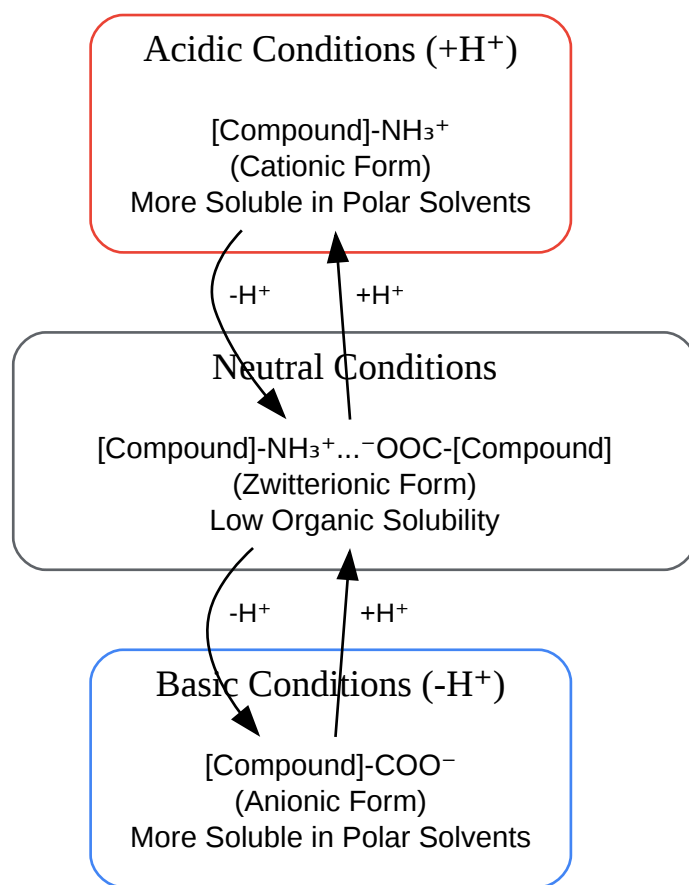 Acidic Conditions (+H⁺)
[Compound]-NH₃⁺
(Cationic Form)
More Soluble in Polar Solvents
-H⁺
+H⁺
Neutral Conditions
[Compound]-NH₃⁺...⁻OOC-[Compound]
(Zwitterionic Form)
Low Organic Solubility
-H⁺
+H⁺
Basic Conditions (-H⁺)
[Compound]-COO⁻
(Anionic Form)
More Soluble in Polar Solvents